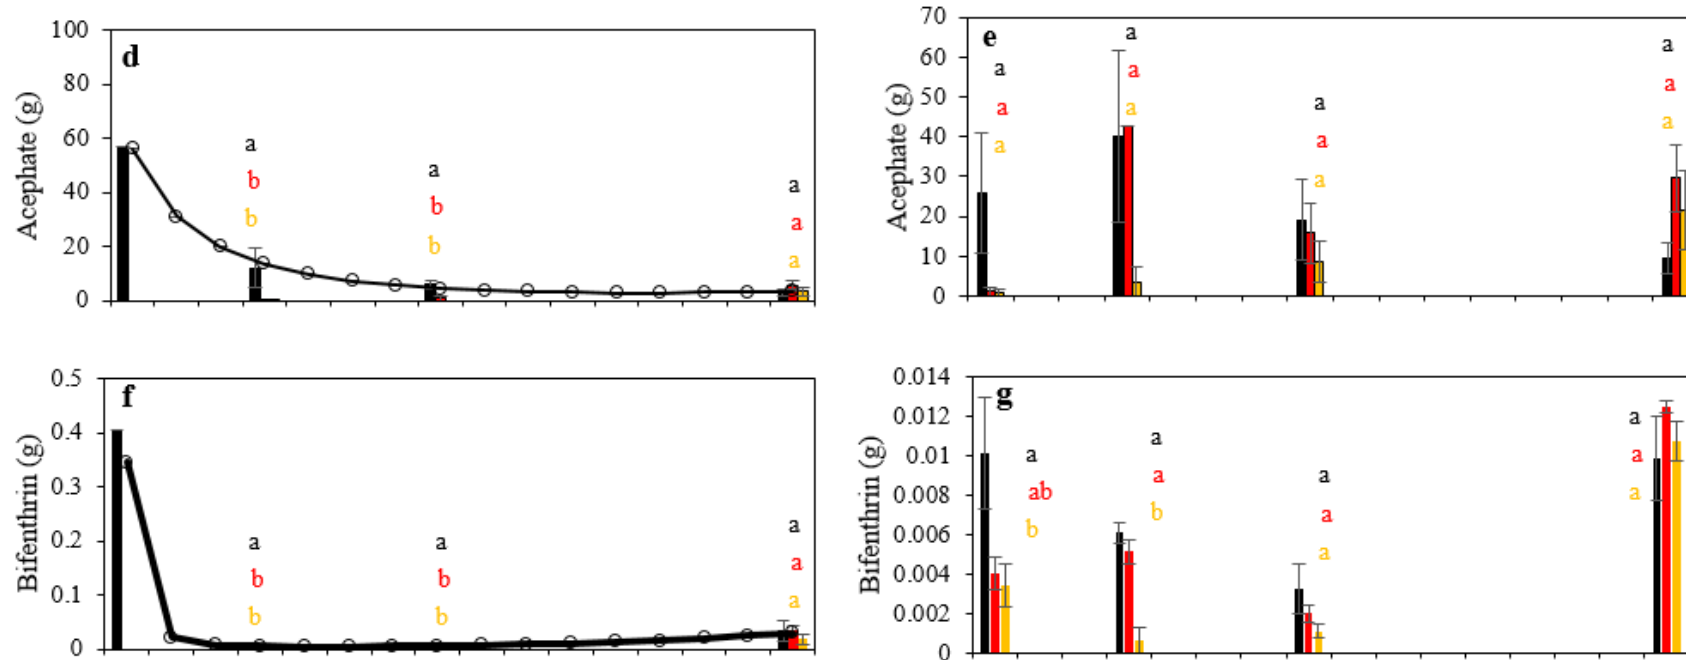 d
Acephate (g)
100
80
60
40
20
0
a
b
b
a
b
b
a
a
a
e
Acephate (g)
70
60
50
40
30
20
10
0
a
a
a
a
a
a
a
a
a
a
a
a
f
Bifenthrin (g)
0.5
0.4
0.3
0.2
0.1
0
a
b
b
a
b
b
a
a
a
g
Bifenthrin (g)
0.014
0.012
0.01
0.008
0.006
0.004
0.002
0
a
ab
b
a
a
b
a
a
a
a
a
a